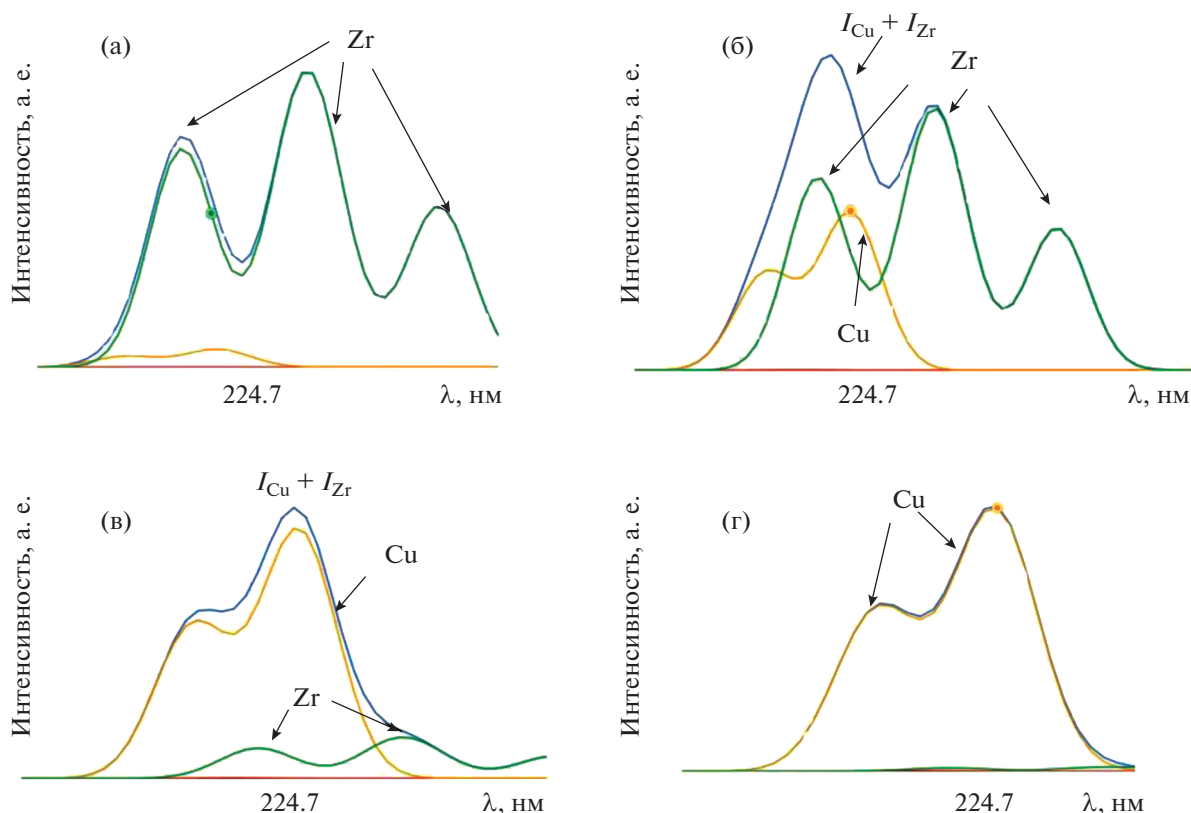 (а)
Zr
Интенсивность, а. е.
224.7
λ, нм
(б)
I_Cu + I_Zr
Zr
Cu
Интенсивность, а. е.
224.7
λ, нм
(в)
I_Cu + I_Zr
Cu
Zr
Интенсивность, а. е.
224.7
λ, нм
(г)
Cu
Интенсивность, а. е.
224.7
λ, нм